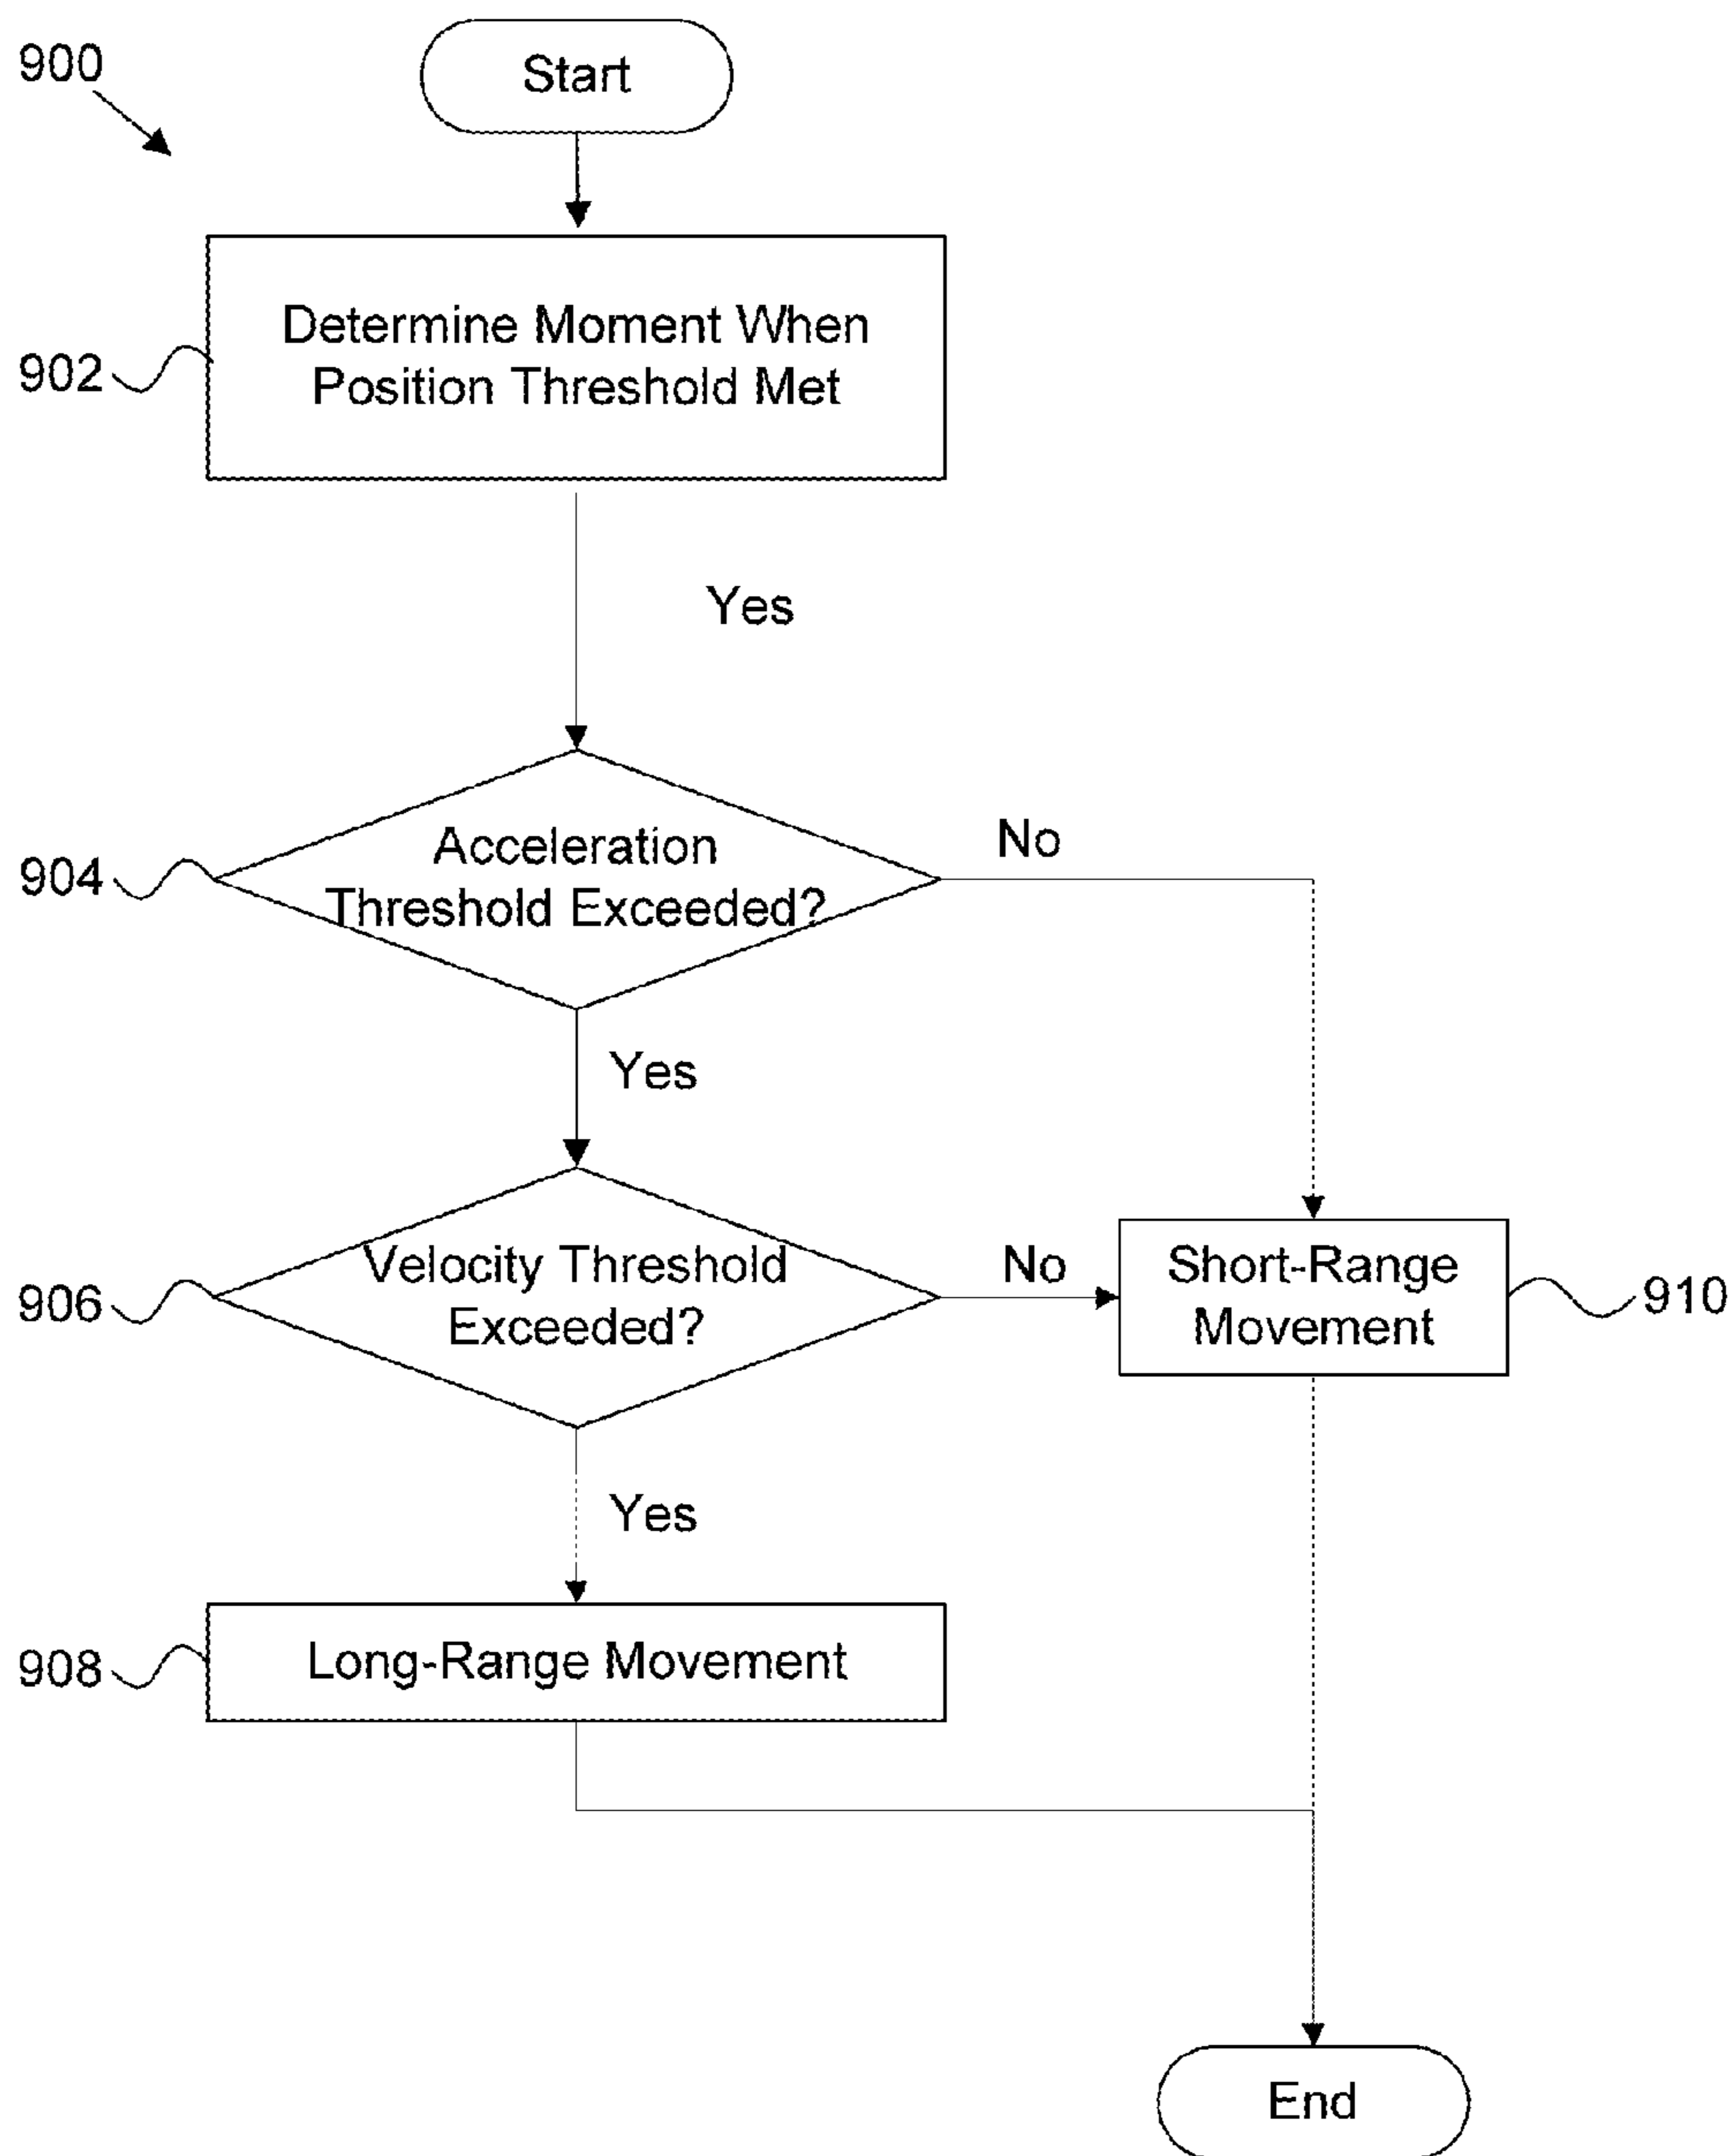 900
Start
902
Determine Moment When
Position Threshold Met
Yes
904
Acceleration
Threshold Exceeded?
No
Yes
906
Velocity Threshold
Exceeded?
No
Short-Range
Movement
910
Yes
908
Long-Range Movement
End